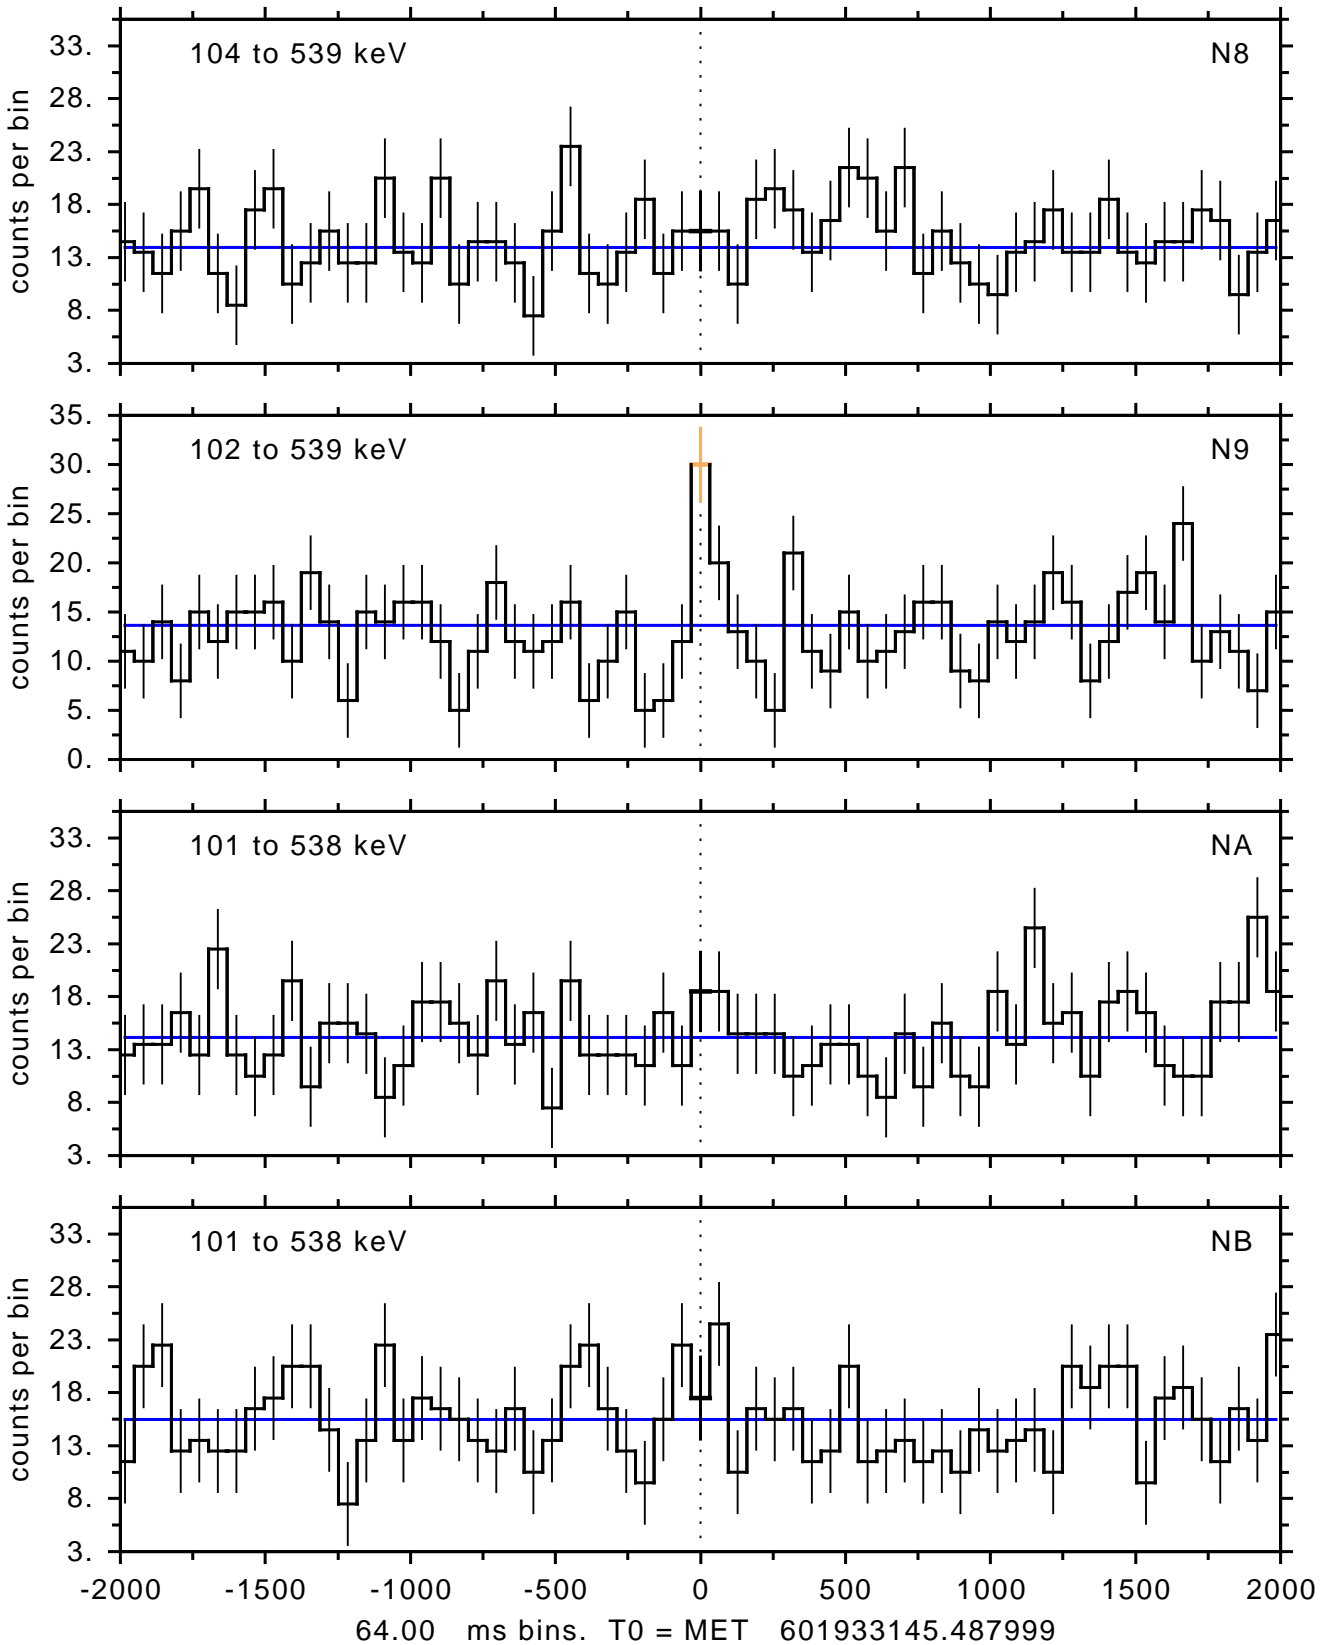 104 to 539 keV N8
33.
28.
23.
18.
13.
8.
3.
counts per bin
102 to 539 keV N9
35.
30.
25.
20.
15.
10.
5.
0.
counts per bin
101 to 538 keV NA
33.
28.
23.
18.
13.
8.
3.
counts per bin
101 to 538 keV NB
33.
28.
23.
18.
13.
8.
3.
counts per bin
-2000 -1500 -1000 -500 0 500 1000 1500 2000
64.00 ms bins. T0 = MET 601933145.487999